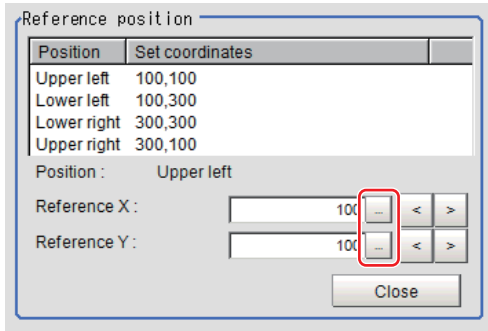 Reference position
Position Set coordinates
Upper left 100,100
Lower left 100,300
Lower right 300,300
Upper right 300,100
Position : Upper left
Reference X : 100 ... < >
Reference Y : 100 ... < >
Close